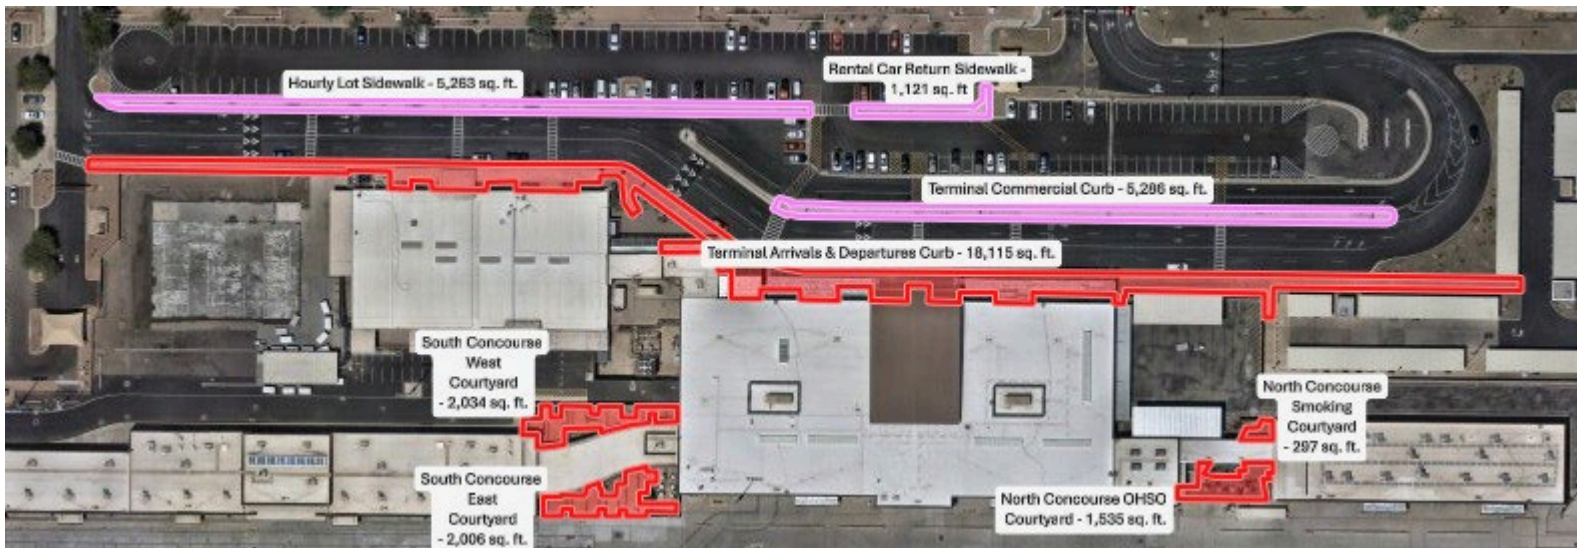 Hourly Lot Sidewalk - 5,263 sq. ft.
Rental Car Return Sidewalk -
1,121 sq. ft
Terminal Commercial Curb - 5,286 sq. ft.
Terminal Arrivals & Departures Curb - 18,115 sq. ft.
South Concourse
West
Courtyard
- 2,034 sq. ft.
North Concourse
Smoking
Courtyard
- 297 sq. ft.
South Concourse
East
Courtyard
- 2,006 sq. ft.
North Concourse OHSO
Courtyard - 1,535 sq. ft.